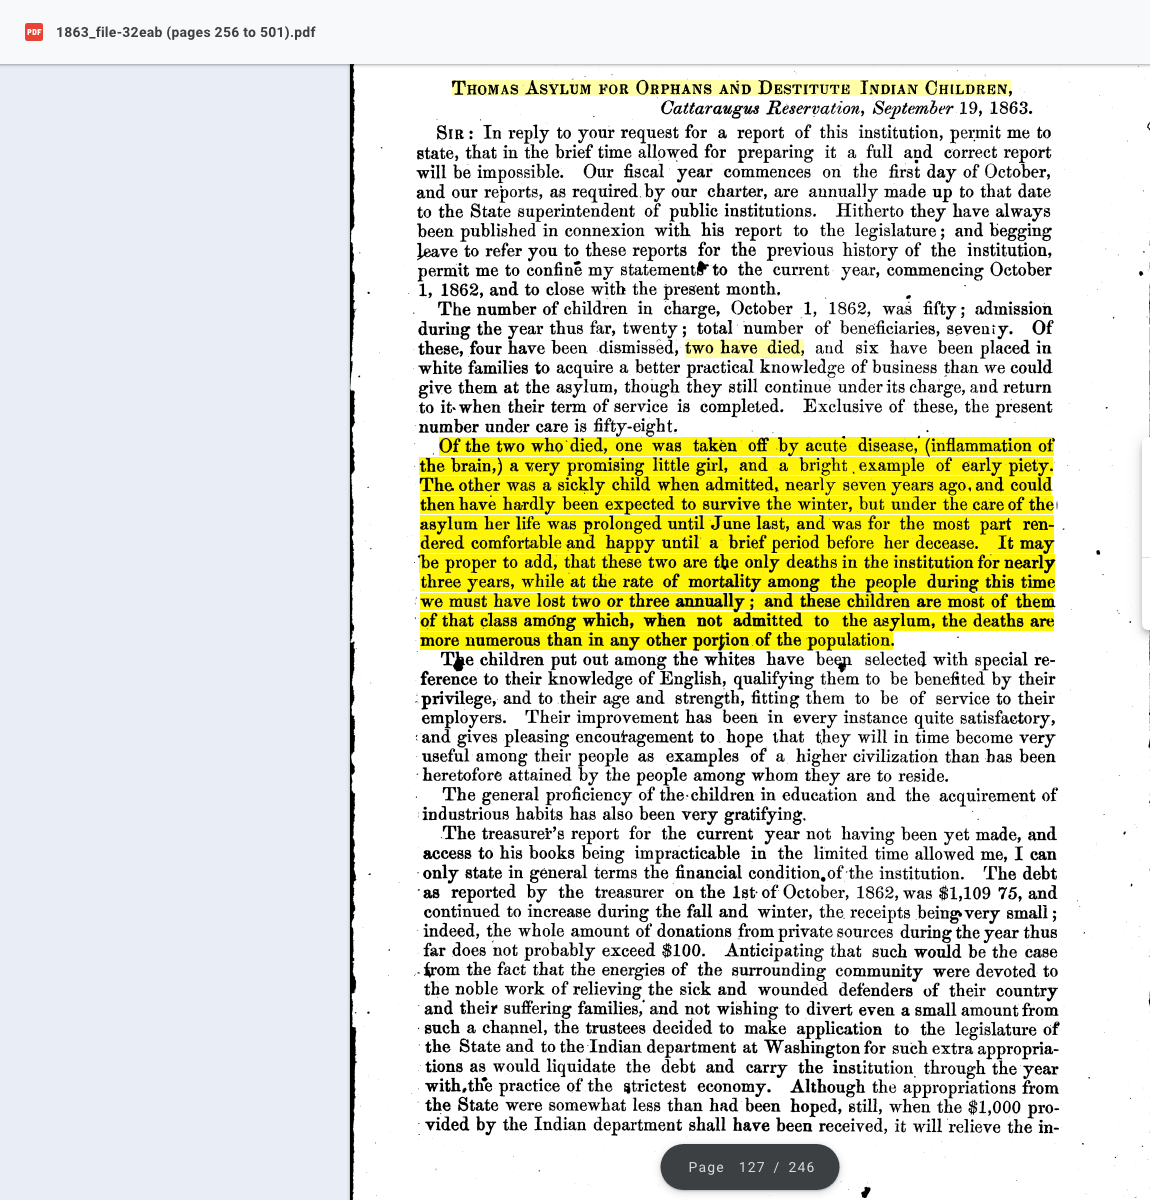 PDF
1863_file-32eab (pages 256 to 501).pdf
THOMAS ASYLUM FOR ORPHANS AND DESTITUTE INDIAN CHILDREN,
Cattaraugus Reservation, September 19, 1863.
SIR: In reply to your request for a report of this institution, permit me to
state, that in the brief time allowed for preparing it a full and correct report
will be impossible. Our fiscal year commences on the first day of October,
and our reports, as required by our charter, are annually made up to that date
to the State superintendent of public institutions. Hitherto they have always
been published in connexion with his report to the legislature; and begging
leave to refer you to these reports for the previous history of the institution,
permit me to confine my statements to the current year, commencing October
1, 1862, and to close with the present month.
The number of children in charge, October 1, 1862, was fifty; admission
during the year thus far, twenty; total number of beneficiaries, seventy. Of
these, four have been dismissed, two have died, and six have been placed in
white families to acquire a better practical knowledge of business than we could
give them at the asylum, though they still continue under its charge, and return
to it when their term of service is completed. Exclusive of these, the present
number under care is fifty-eight.
Of the two who died, one was taken off by acute disease, (inflammation of
the brain,) a very promising little girl, and a bright example of early piety.
The other was a sickly child when admitted, nearly seven years ago, and could
then have hardly been expected to survive the winter, but under the care of the
asylum her life was prolonged until June last, and was for the most part ren-
dered comfortable and happy until a brief period before her decease. It may
be proper to add, that these two are the only deaths in the institution for nearly
three years, while at the rate of mortality among the people during this time
we must have lost two or three annually; and these children are most of them
of that class among which, when not admitted to the asylum, the deaths are
more numerous than in any other portion of the population.
The children put out among the whites have been selected with special re-
ference to their knowledge of English, qualifying them to be benefited by their
privilege, and to their age and strength, fitting them to be of service to their
employers. Their improvement has been in every instance quite satisfactory,
and gives pleasing encouragement to hope that they will in time become very
useful among their people as examples of a higher civilization than has been
heretofore attained by the people among whom they are to reside.
The general proficiency of the children in education and the acquirement of
industrious habits has also been very gratifying.
The treasurer's report for the current year not having been yet made, and
access to his books being impracticable in the limited time allowed me, I can
only state in general terms the financial condition of the institution. The debt
as reported by the treasurer on the 1st of October, 1862, was $1,109 75, and
continued to increase during the fall and winter, the receipts being very small;
indeed, the whole amount of donations from private sources during the year thus
far does not probably exceed $100. Anticipating that such would be the case
from the fact that the energies of the surrounding community were devoted to
the noble work of relieving the sick and wounded defenders of their country
and their suffering families, and not wishing to divert even a small amount from
such a channel, the trustees decided to make application to the legislature of
the State and to the Indian department at Washington for such extra appropria-
tions as would liquidate the debt and carry the institution through the year
with the practice of the strictest economy. Although the appropriations from
the State were somewhat less than had been hoped, still, when the $1,000 pro-
vided by the Indian department shall have been received, it will relieve the in-
Page 127 / 246